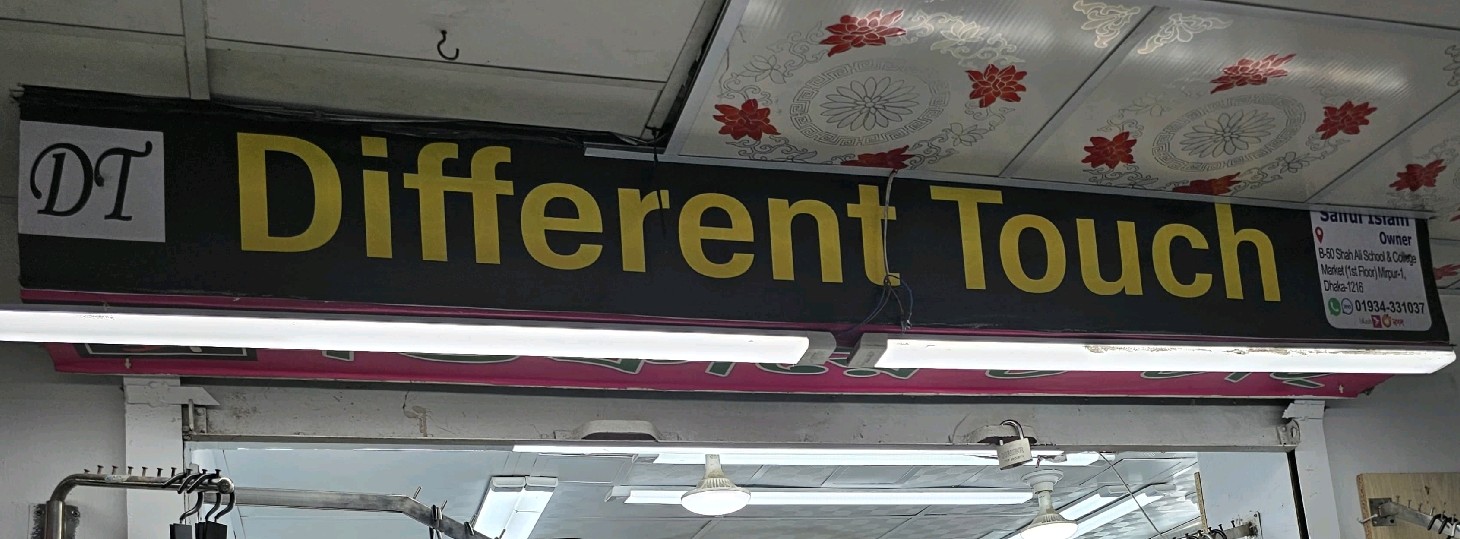 DT
Different Touch
Saiful Islam
Owner
B-50 Shah Ali School & College
Market (1st Floor) Mirpur-1,
Dhaka-1216
01934-331037